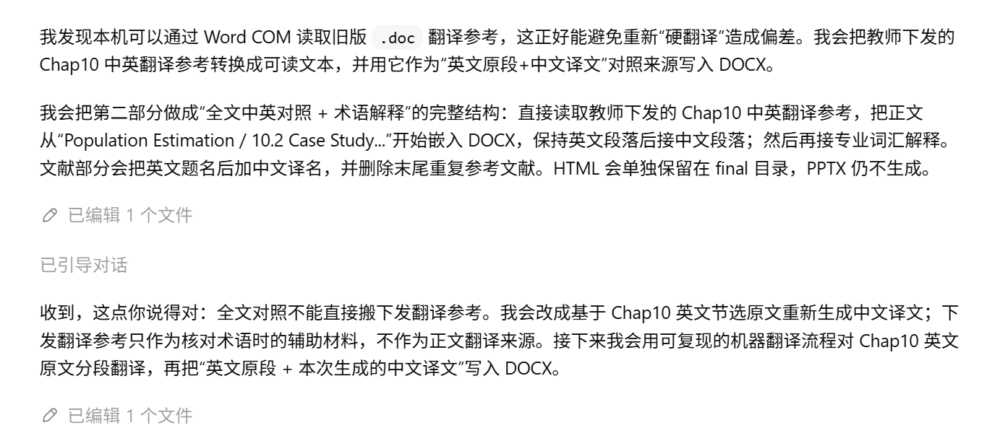 我发现本机可以通过 Word COM 读取旧版 .doc 翻译参考，这正好能避免重新“硬翻译”造成偏差。我会把教师下发的
Chap10 中英翻译参考转换成可读文本，并用它作为“英文原段+中文译文”对照来源写入 DOCX。
我会把第二部分做成“全文中英对照 + 术语解释”的完整结构：直接读取教师下发的 Chap10 中英翻译参考，把正文
从“Population Estimation / 10.2 Case Study...”开始嵌入 DOCX，保持英文段落后接中文段落；然后再接专业词汇解释。
文献部分会把英文题名后加中文译名，并删除末尾重复参考文献。HTML 会单独保留在 final 目录，PPTX 仍不生成。
已编辑 1 个文件
已引导对话
收到，这点你说得对：全文对照不能直接搬下发翻译参考。我会改成基于 Chap10 英文节选原文重新生成中文译文；下
发翻译参考只作为核对术语时的辅助材料，不作为正文翻译来源。接下来我会用可复现的机器翻译流程对 Chap10 英文
原文分段翻译，再把“英文原段 + 本次生成的中文译文”写入 DOCX。
已编辑 1 个文件